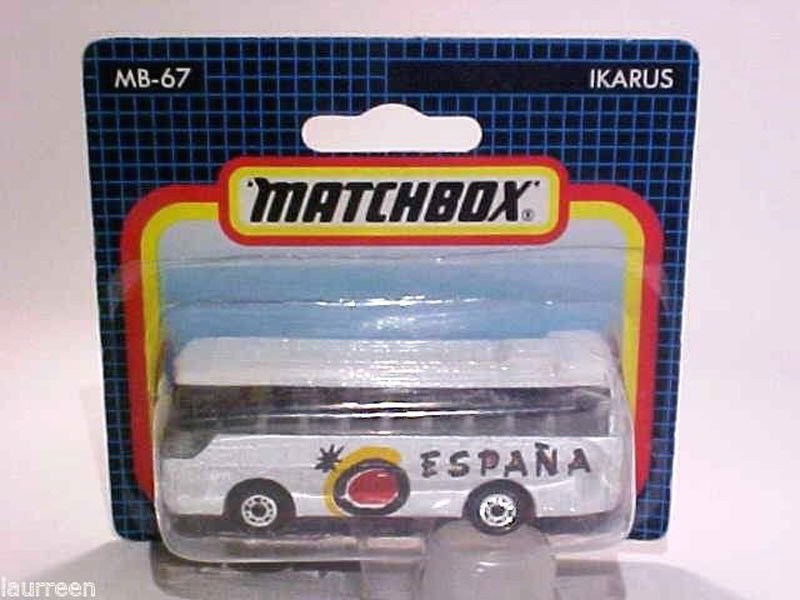 MB-67
IKARUS
MATCHBOX®
ESPAÑA
laurreen